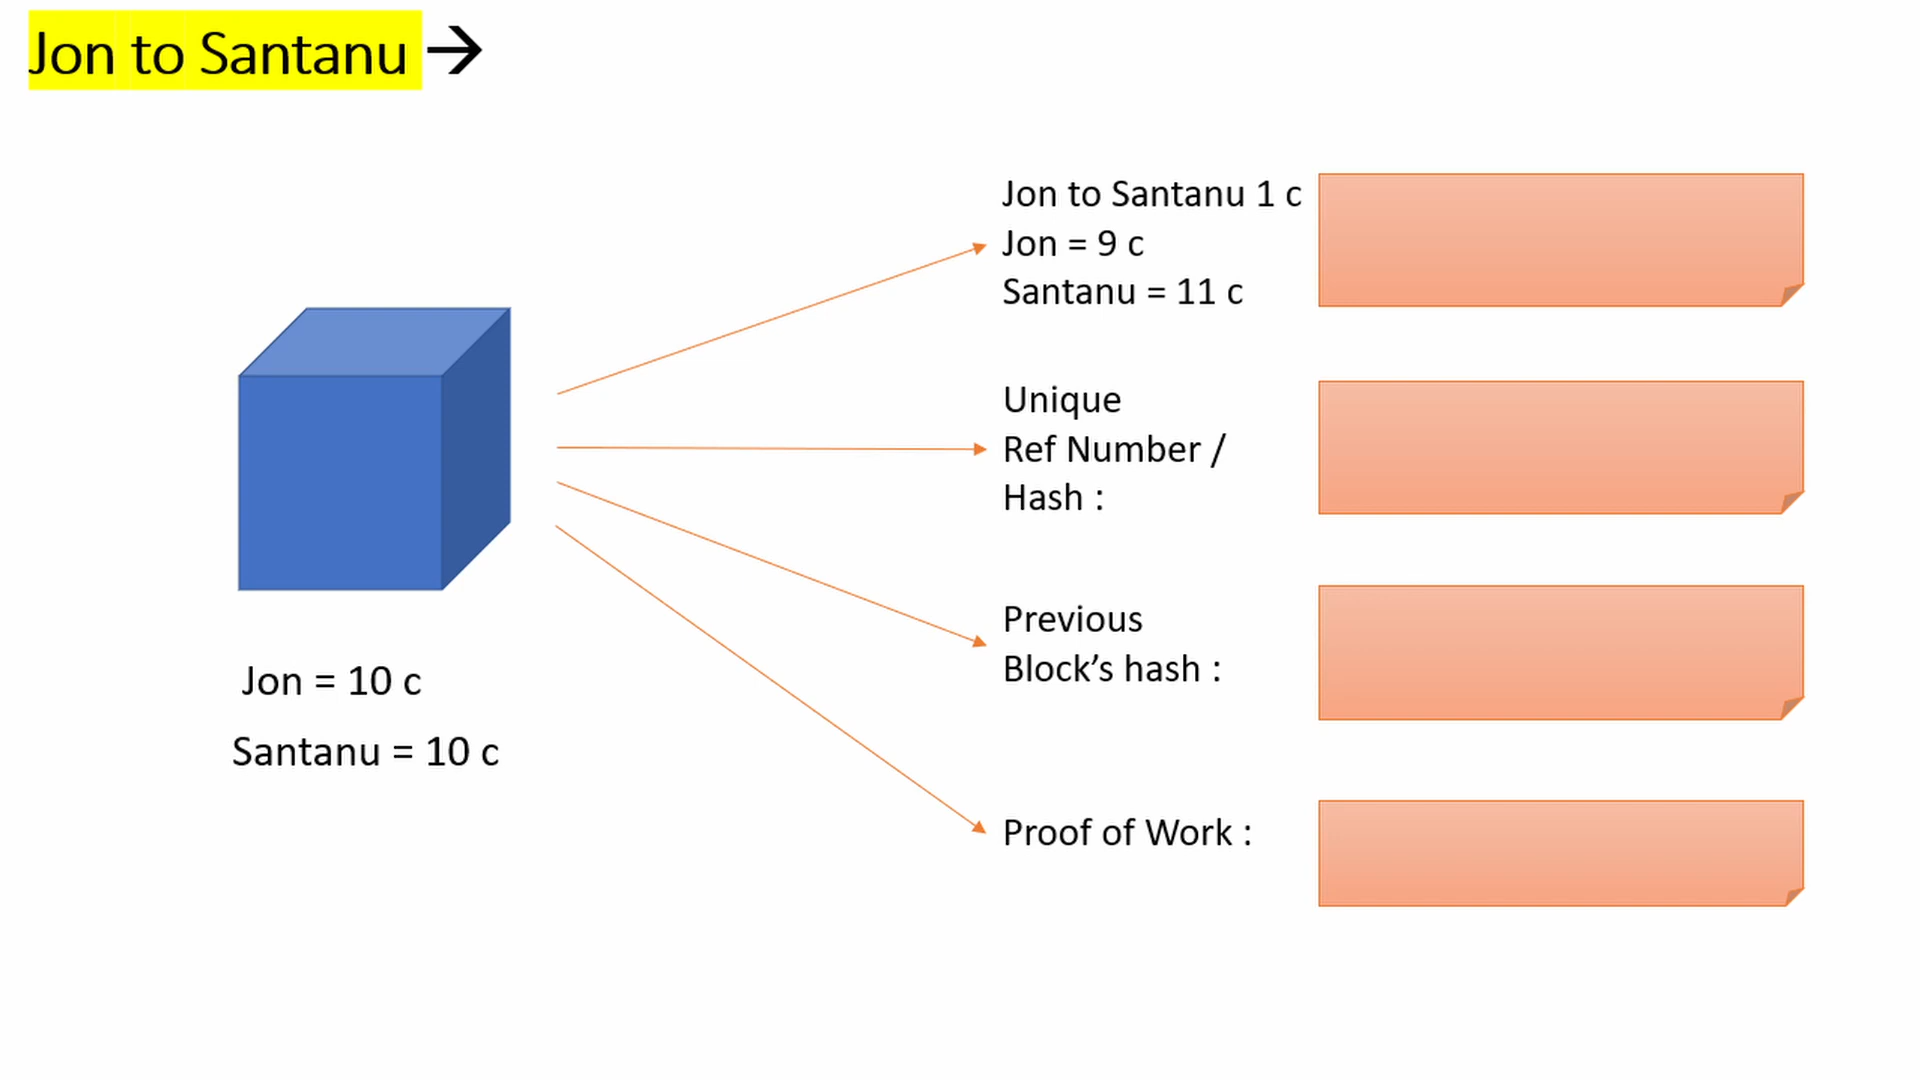 Jon to Santanu →
Jon to Santanu 1 c
Jon = 9 c
Santanu = 11 c
Unique
Ref Number /
Hash :
Previous
Block’s hash :
Proof of Work :
Jon = 10 c
Santanu = 10 c